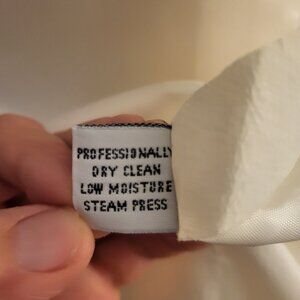 PROFESSIONALLY
DRY CLEAN
LOW MOISTURE
STEAM PRESS